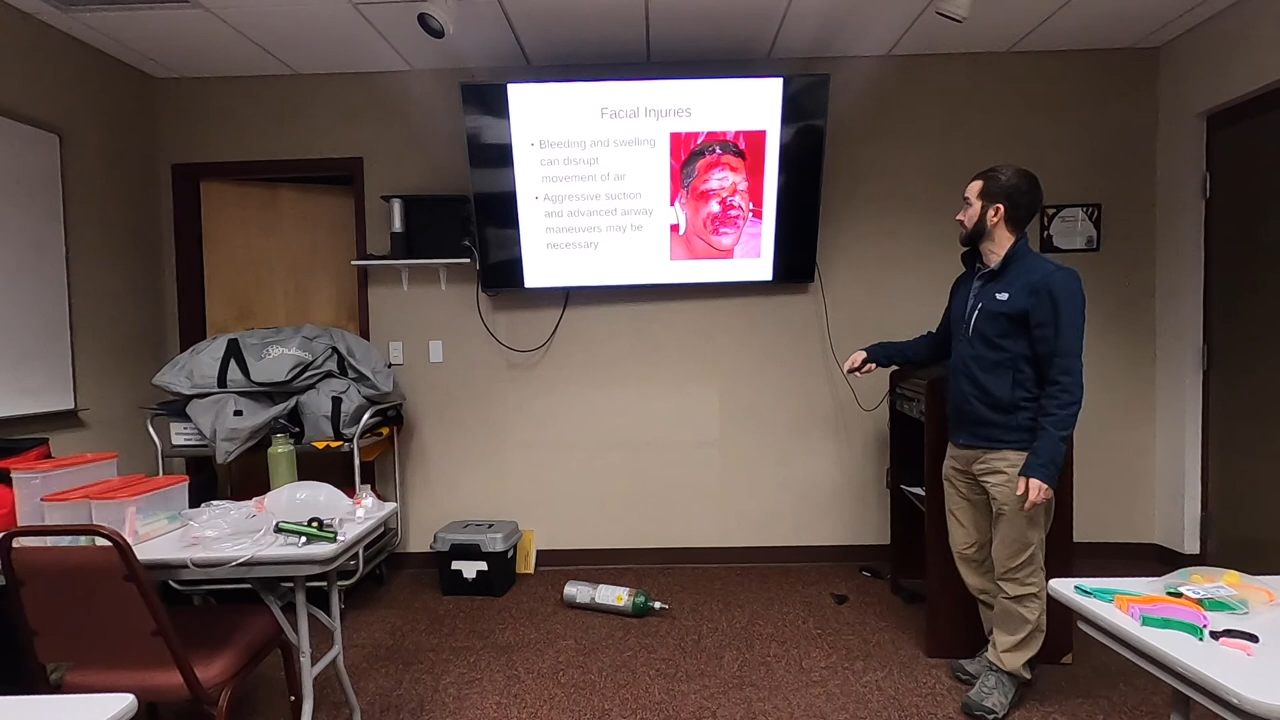 Facial Injuries
• Bleeding and swelling
can disrupt
movement of air
• Aggressive suction
and advanced airway
maneuvers may be
necessary